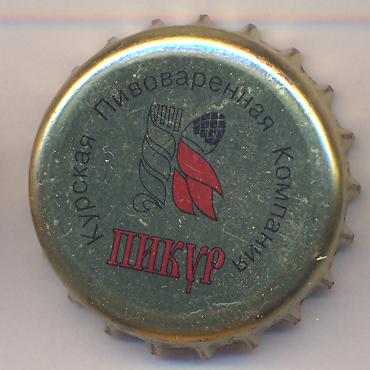 Курская Пивоваренная Компания
ПИКУР